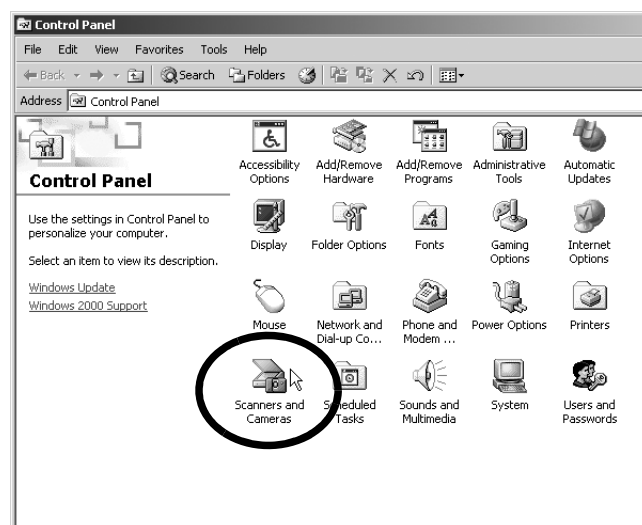 Control Panel
File Edit View Favorites Tools Help
Back Search Folders
Address Control Panel
Control Panel
Use the settings in Control Panel to
personalize your computer.
Select an item to view its description.
Windows Update
Windows 2000 Support
Accessibility
Options
Add/Remove
Hardware
Add/Remove
Programs
Administrative
Tools
Automatic
Updates
Display
Folder Options
Fonts
Gaming
Options
Internet
Options
Mouse
Network and
Dial-up Co...
Phone and
Modem ...
Power Options
Printers
Scanners and
Cameras
Scheduled
Tasks
Sounds and
Multimedia
System
Users and
Passwords